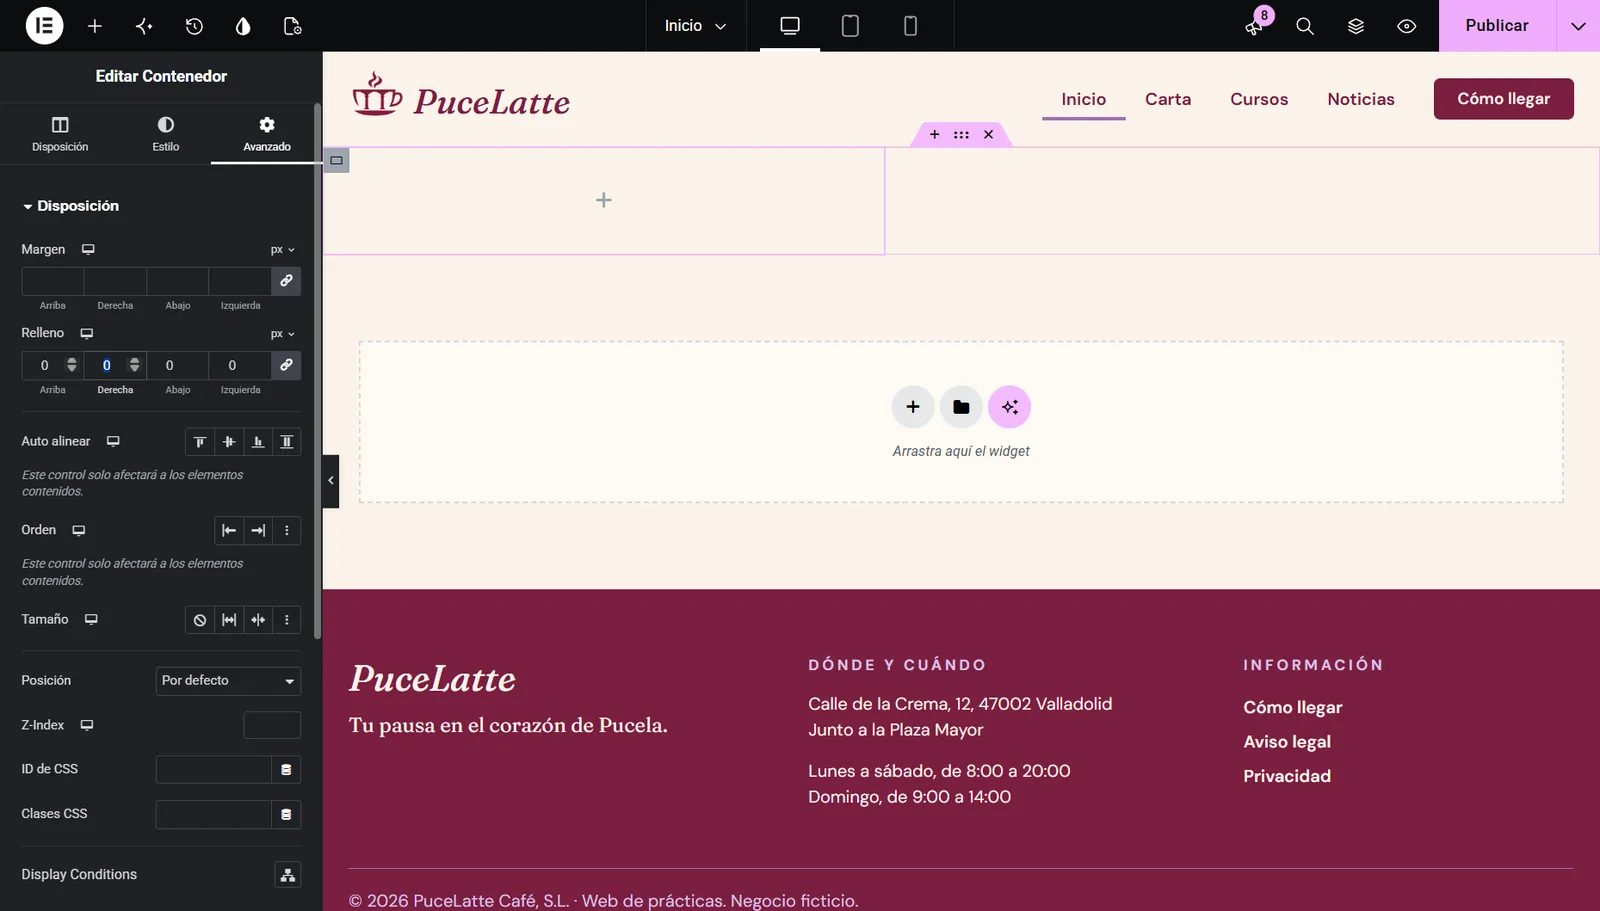 Inicio
8
Publicar
Editar Contenedor
Disposición
Estilo
Avanzado
Disposición
Margen
px
Arriba
Derecha
Abajo
Izquierda
Relleno
px
0
0
0
0
Arriba
Derecha
Abajo
Izquierda
Auto alinear
Este control solo afectará a los elementos
contenidos.
Orden
Este control solo afectará a los elementos
contenidos.
Tamaño
Posición
Por defecto
Z-Index
ID de CSS
Clases CSS
Display Conditions
PuceLatte
Inicio
Carta
Cursos
Noticias
Cómo llegar
Arrastra aquí el widget
PuceLatte
Tu pausa en el corazón de Pucela.
DÓNDE Y CUÁNDO
Calle de la Crema, 12, 47002 Valladolid
Junto a la Plaza Mayor
Lunes a sábado, de 8:00 a 20:00
Domingo, de 9:00 a 14:00
INFORMACIÓN
Cómo llegar
Aviso legal
Privacidad
© 2026 PuceLatte Café, S.L. · Web de prácticas. Negocio ficticio.